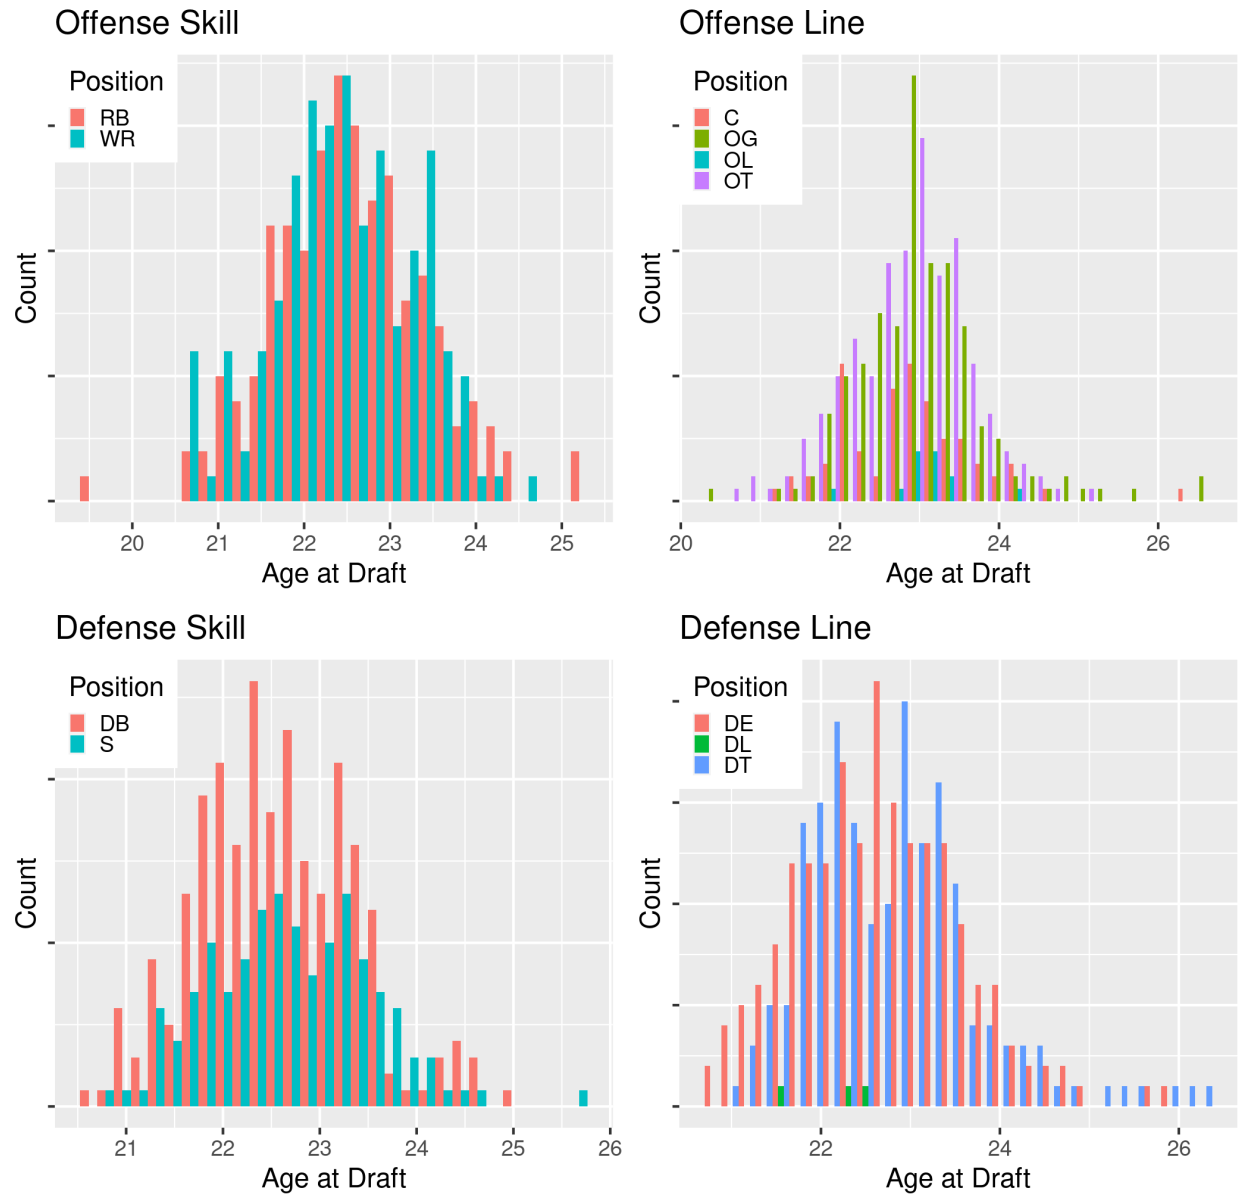 Offense Skill
Position
RB
WR
Count
20 21 22 23 24 25
Age at Draft
Offense Line
Position
C
OG
OL
OT
Count
20 22 24 26
Age at Draft
Defense Skill
Position
DB
S
Count
21 22 23 24 25 26
Age at Draft
Defense Line
Position
DE
DL
DT
Count
22 24 26
Age at Draft